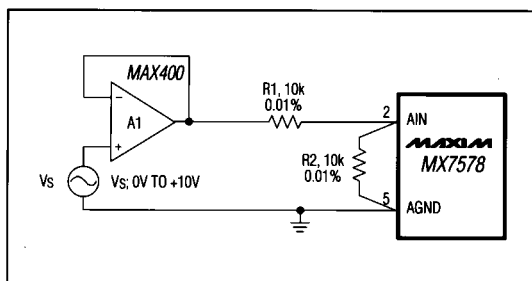 MAX400
−
A1
+
R1, 10k
0.01%
2
AIN
MAXIM
MX7578
R2, 10k
0.01%
VS
VS; 0V TO +10V
5
AGND